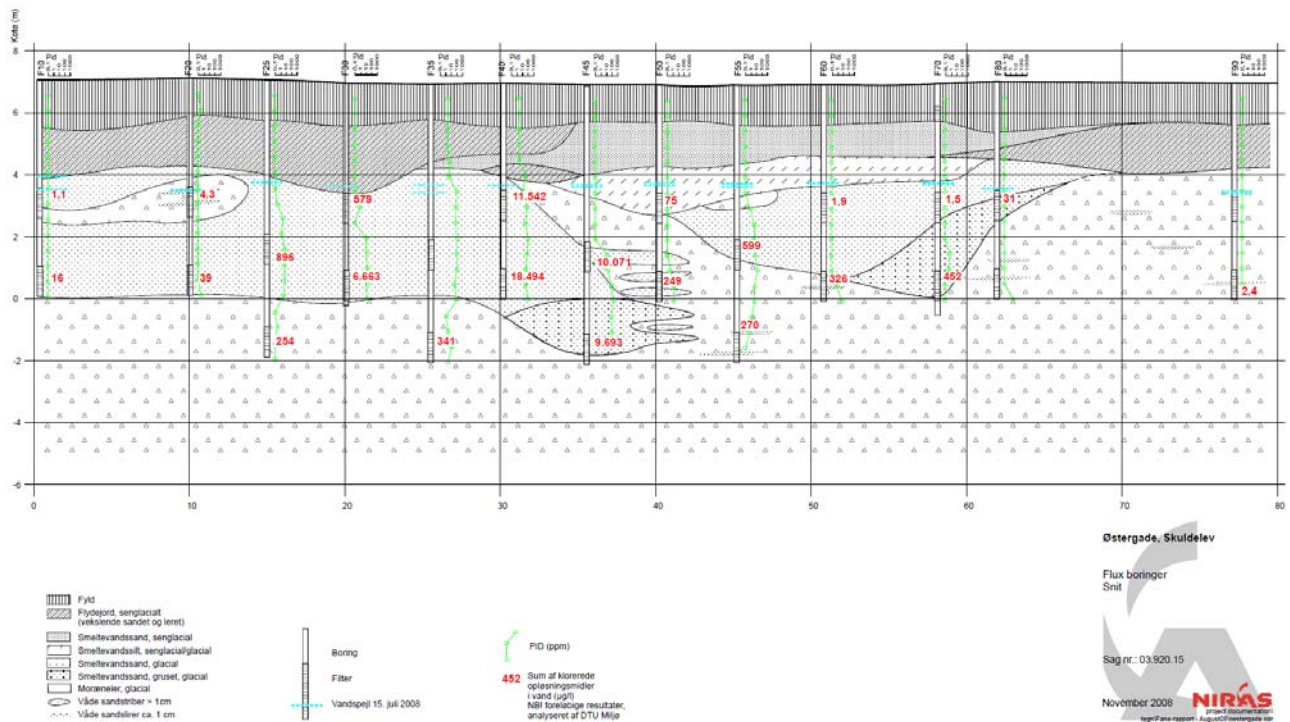 Kote (m)
F10
F20
F25
F30
F35
F40
F45
F50
F55
F60
F70
F80
F90
8
6
4
2
0
-2
-4
-6
1,1
4,3
579
11.542
75
1,9
1,5
31
896
599
10.071
16
39
6.663
18.494
249
326
452
2,4
254
341
9.693
270
0
10
20
30
40
50
60
70
80
Østergade, Skuldelev
Flux boringer
Snit
Sag nr.: 03.920.15
November 2008
NIRAS
project documentation
Fyld
Flydejord, senglacialt
(vekslende sandet og leret)
Smeltevandssand, senglacial
Smeltevandssilt, senglacial/glacial
Smeltevandssand, glacial
Smeltevandssand, gruset, glacial
Moræneler, glacial
Våde sandstriber > 1cm
Våde sandslirer ca. 1 cm
Boring
Filter
Vandspejl 15. juli 2008
PID (ppm)
452
Sum af klorerede
opløsningsmidler
i vand (µg/l)
NB! foreløbige resultater,
analyseret af DTU Miljø